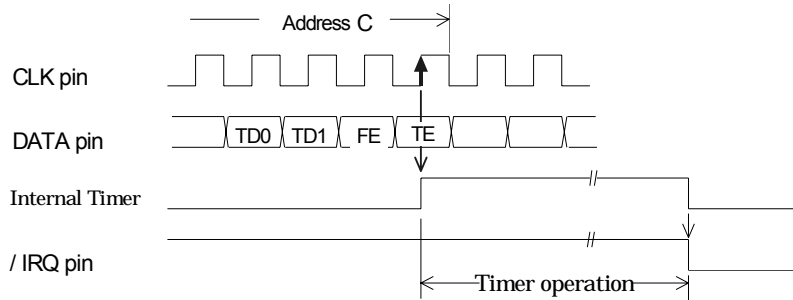 Address C
CLK pin
DATA pin
TD0 TD1 FE TE
Internal Timer
/ IRQ pin
Timer operation